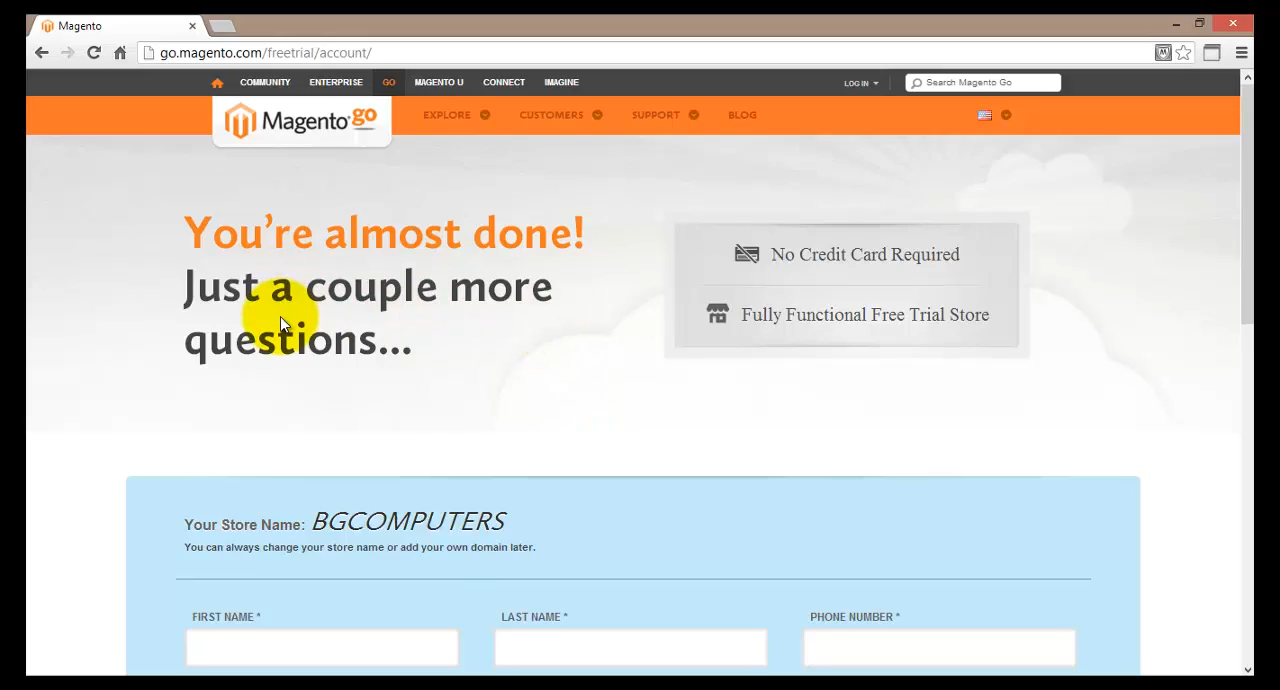 Magento
go.magento.com/freetrial/account/
COMMUNITY ENTERPRISE GO MAGENTO U CONNECT IMAGINE LOG IN Search Magento Go
Magento go EXPLORE CUSTOMERS SUPPORT BLOG
You're almost done!
Just a couple more
questions...
No Credit Card Required
Fully Functional Free Trial Store
Your Store Name: BGCOMPUTERS
You can always change your store name or add your own domain later.
FIRST NAME * LAST NAME * PHONE NUMBER *